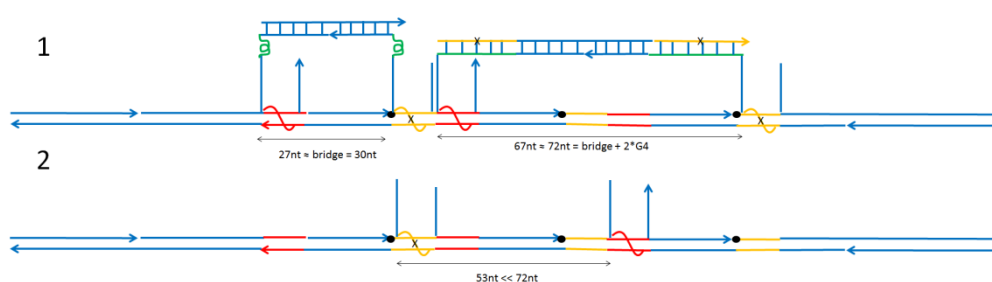 1
x
x
x
x
27nt ≈ bridge = 30nt
67nt ≈ 72nt = bridge + 2*G4
2
x
53nt << 72nt